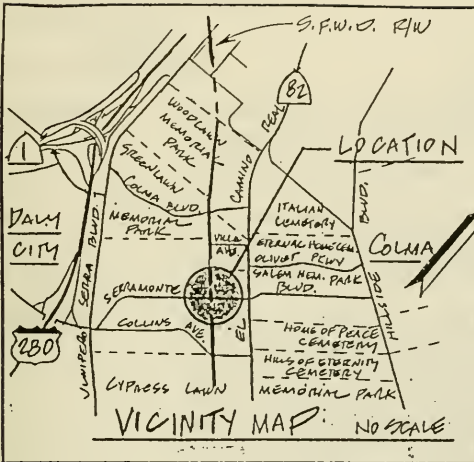 S.F.W.D. R/W
82
WOODLAWN
MEMORIAL
PARK
GREENLAWN
COLMA BLVD.
MEMORIAL
PARK
1
DALY
CITY
280
JUNIPERO SERRA BLVD.
SERRAMONTE
COLLINS AVE.
CYPRESS LAWN
EL CAMINO REAL
VILLA
AVE.
LOCATION
ITALIAN
CEMETERY
ETERNAL HOME CEM.
OLIVET PKWY
SALEM MEM. PARK
BLVD.
COLMA
HILLSIDE BLVD.
HOME OF PEACE
CEMETERY
HILLS OF ETERNITY
CEMETERY
MEMORIAL PARK
VICINITY MAP: NO SCALE